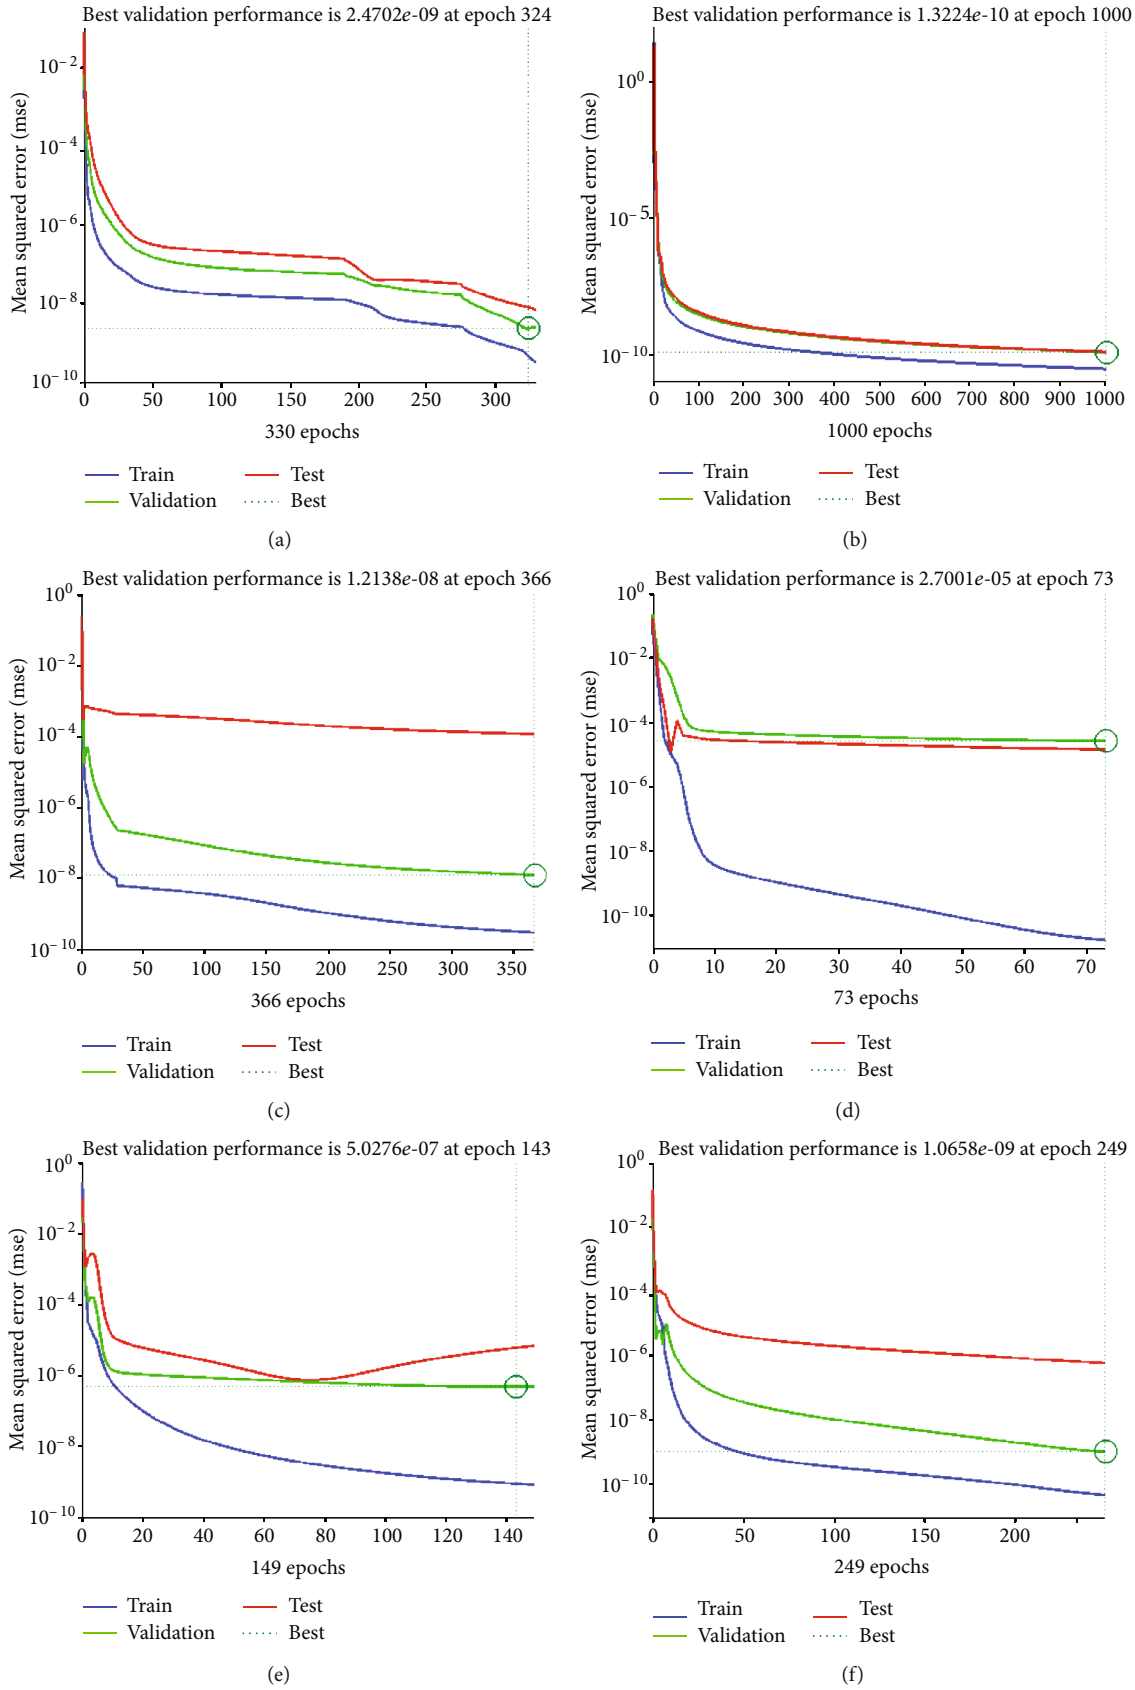 Best validation performance is 2.4702e-09 at epoch 324
Mean squared error (mse)
10⁻²
10⁻⁴
10⁻⁶
10⁻⁸
10⁻¹⁰
0 50 100 150 200 250 300
330 epochs
Train Test
Validation Best
(a)
Best validation performance is 1.3224e-10 at epoch 1000
Mean squared error (mse)
10⁰
10⁻⁵
10⁻¹⁰
0 100 200 300 400 500 600 700 800 900 1000
1000 epochs
Train Test
Validation Best
(b)
Best validation performance is 1.2138e-08 at epoch 366
Mean squared error (mse)
10⁰
10⁻²
10⁻⁴
10⁻⁶
10⁻⁸
10⁻¹⁰
0 50 100 150 200 250 300 350
366 epochs
Train Test
Validation Best
(c)
Best validation performance is 2.7001e-05 at epoch 73
Mean squared error (mse)
10⁰
10⁻²
10⁻⁴
10⁻⁶
10⁻⁸
10⁻¹⁰
0 10 20 30 40 50 60 70
73 epochs
Train Test
Validation Best
(d)
Best validation performance is 5.0276e-07 at epoch 143
Mean squared error (mse)
10⁰
10⁻²
10⁻⁴
10⁻⁶
10⁻⁸
10⁻¹⁰
0 20 40 60 80 100 120 140
149 epochs
Train Test
Validation Best
(e)
Best validation performance is 1.0658e-09 at epoch 249
Mean squared error (mse)
10⁰
10⁻²
10⁻⁴
10⁻⁶
10⁻⁸
10⁻¹⁰
0 50 100 150 200
249 epochs
Train Test
Validation Best
(f)